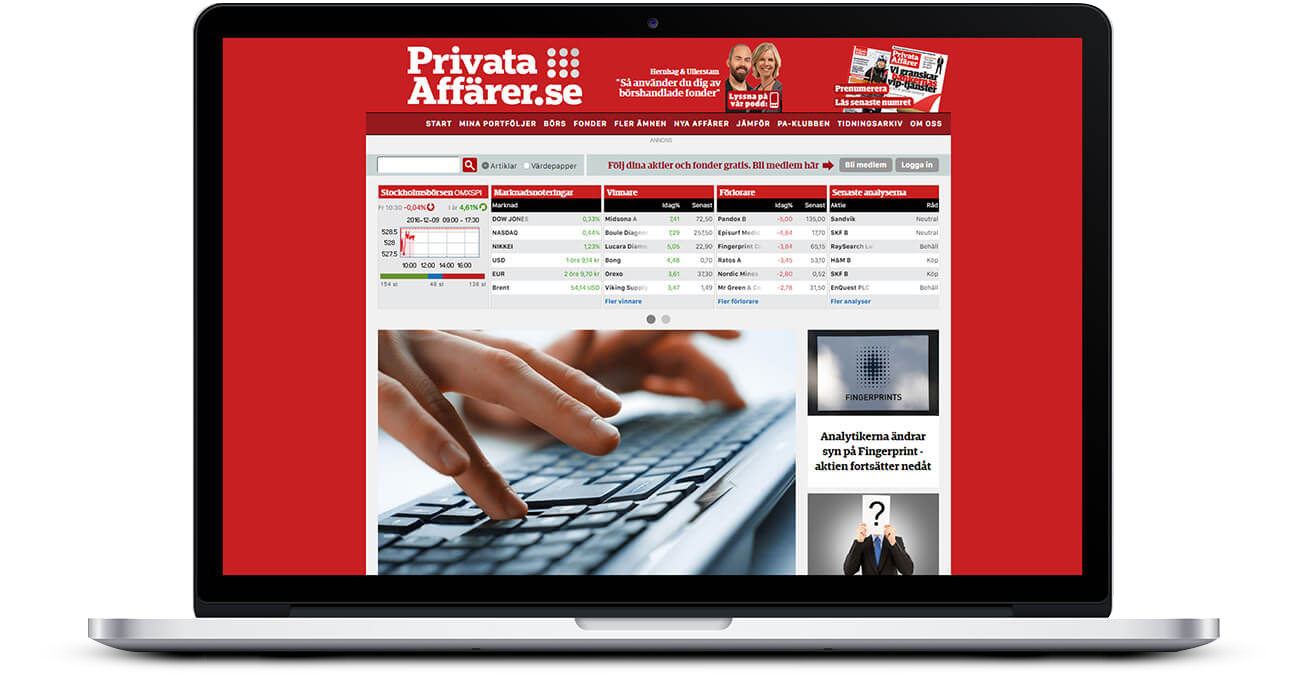 Privata
Affärer.se
Hernhag & Ullerstam
"Så använder du dig av
börshandlade fonder"
Lyssna på
vår podd:
Privata
Affärer
Vi granskar
bankernas
vip-tjänster
Prenumerera
Läs senaste numret
START MINA PORTFÖLJER BÖRS FONDER FLER ÄMNEN NYA AFFÄRER JÄMFÖR PA-KLUBBEN TIDNINGSARKIV OM OSS
ANNONS
Artiklar Värdepapper
Följ dina aktier och fonder gratis. Bli medlem här
Bli medlem
Logga in
Stockholmsbörsen OMXSPI
Fr 10:30 -0,04% I år 4,61%
2016-12-09 09:00 - 17:30
528.5
528
527.5
10:00 12:00 14:00 16:00
154 st 48 st 138 st
Marknadsnoteringar
Marknad
DOW JONES 0,33%
NASDAQ 0,44%
NIKKEI 1,23%
USD 1 öre 9,14 kr
EUR 2 öre 9,70 kr
Brent 54,14 USD
Vinnare
Idag% Senast
Midsona A 7,41 72,50
Boule Diagno 7,29 257,50
Lucara Diamo 5,05 22,90
Bong 4,48 0,70
Orexo 3,61 37,30
Viking Supply 3,47 1,49
Fler vinnare
Förlorare
Idag% Senast
Pandox B -5,00 135,00
Episurf Medic -4,84 17,70
Fingerprint C -3,84 65,15
Ratos A -3,45 53,10
Nordic Mines -2,80 0,52
Mr Green & Co -2,78 31,50
Fler förlorare
Senaste analyserna
Aktie Råd
Sandvik Neutral
SKF B Neutral
RaySearch La Behåll
H&M B Köp
SKF B Köp
EnQuest PLC Behåll
Fler analyser
FINGERPRINTS
Analytikerna ändrar
syn på Fingerprint -
aktien fortsätter nedåt
?